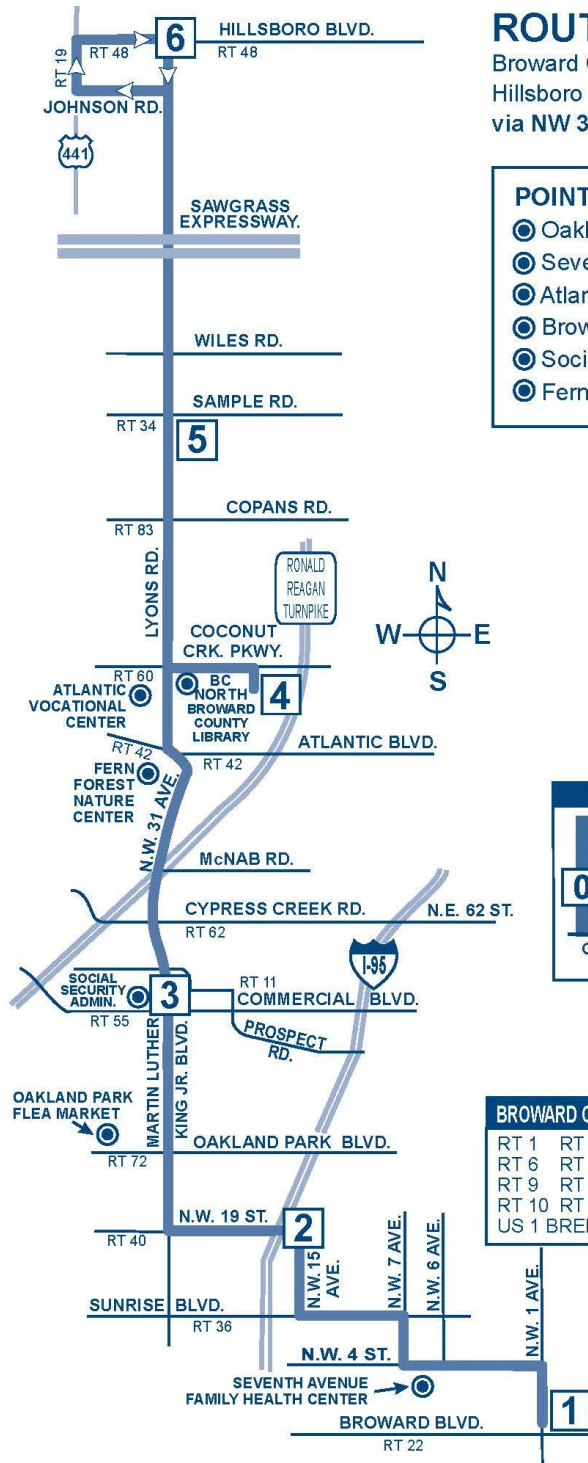 ROUT
Broward
Hillsboro
via NW 3
POINT
Oakl
Seve
Atlar
Brow
Soci
Fern
6
HILLSBORO BLVD.
RT 19
RT 48
RT 48
JOHNSON RD.
441
SAWGRASS
EXPRESSWAY.
WILES RD.
SAMPLE RD.
RT 34
5
COPANS RD.
RT 83
LYONS RD.
RONALD
REAGAN
TURNPIKE
N
W
E
S
COCONUT
CRK. PKWY.
RT 60
ATLANTIC
VOCATIONAL
CENTER
BC
NORTH
BROWARD
COUNTY
LIBRARY
4
RT 42
ATLANTIC BLVD.
RT 42
FERN
FOREST
NATURE
CENTER
N.W. 31 AVE.
McNAB RD.
0
CYPRESS CREEK RD.
N.E. 62 ST.
RT 62
I-95
SOCIAL
SECURITY
ADMIN.
3
RT 11
COMMERCIAL BLVD.
RT 55
PROSPECT
RD.
MARTIN LUTHER
KING JR. BLVD.
OAKLAND PARK
FLEA MARKET
OAKLAND PARK BLVD.
RT 72
BROWARD C
RT 1 RT
RT 6 RT
RT 9 RT
RT 10 RT
US 1 BREE
N.W. 19 ST.
2
RT 40
N.W. 15
AVE.
N.W. 7 AVE.
N.W. 6 AVE.
N.W. 1 AVE.
SUNRISE BLVD.
RT 36
N.W. 4 ST.
SEVENTH AVENUE
FAMILY HEALTH CENTER
1
BROWARD BLVD.
RT 22